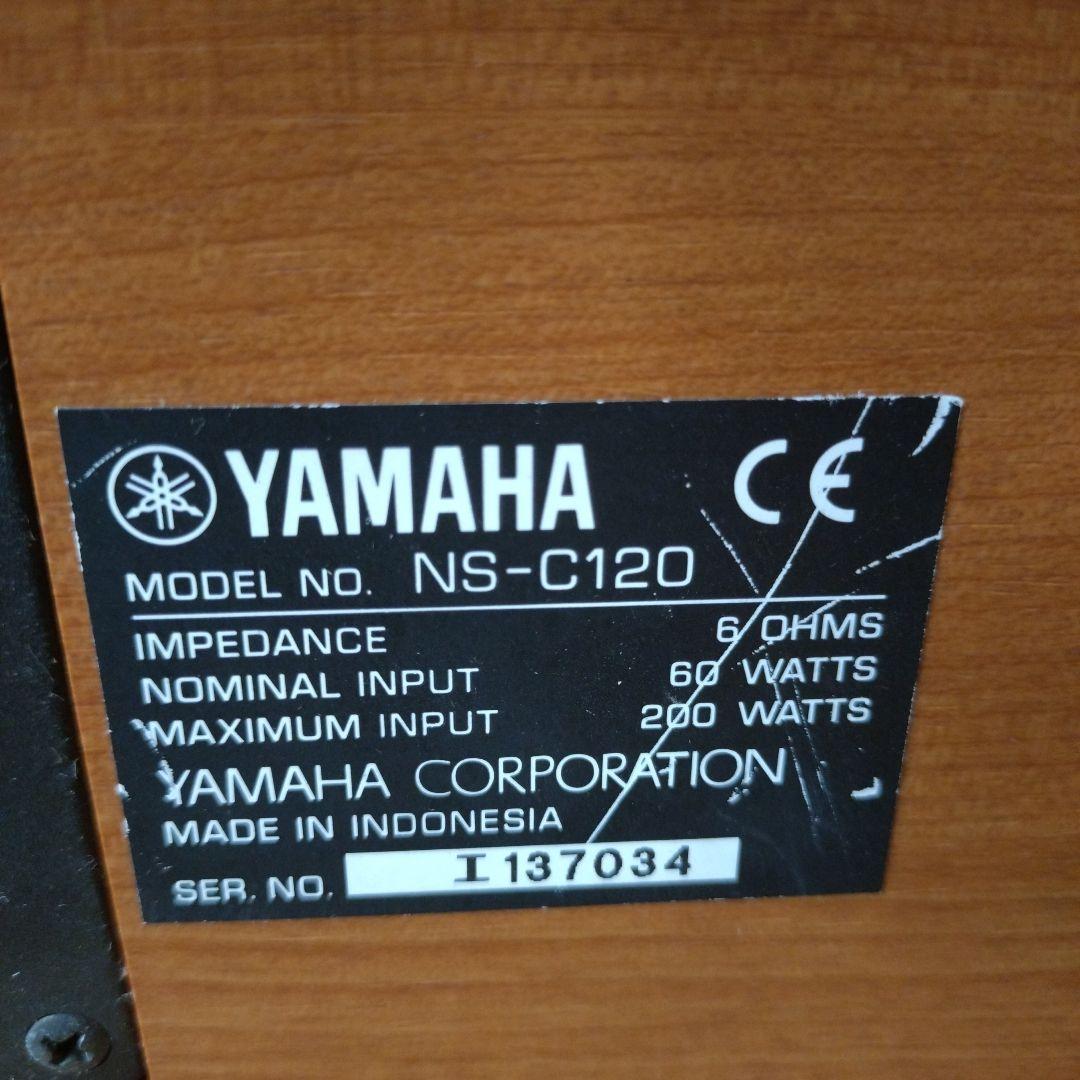 YAMAHA CE
MODEL NO. NS-C120
IMPEDANCE 6 OHMS
NOMINAL INPUT 60 WATTS
MAXIMUM INPUT 200 WATTS
YAMAHA CORPORATION
MADE IN INDONESIA
SER. NO. I 137034